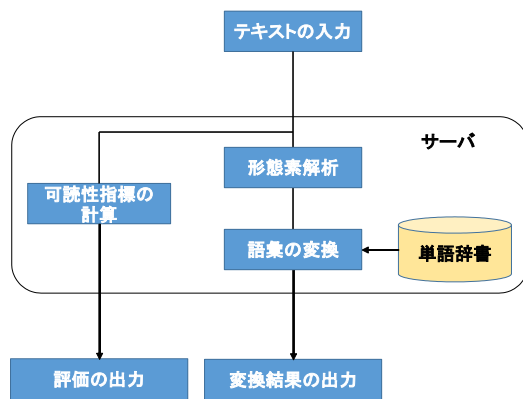 テキストの入力
サーバ
形態素解析
可読性指標の
計算
語彙の変換
単語辞書
評価の出力
変換結果の出力